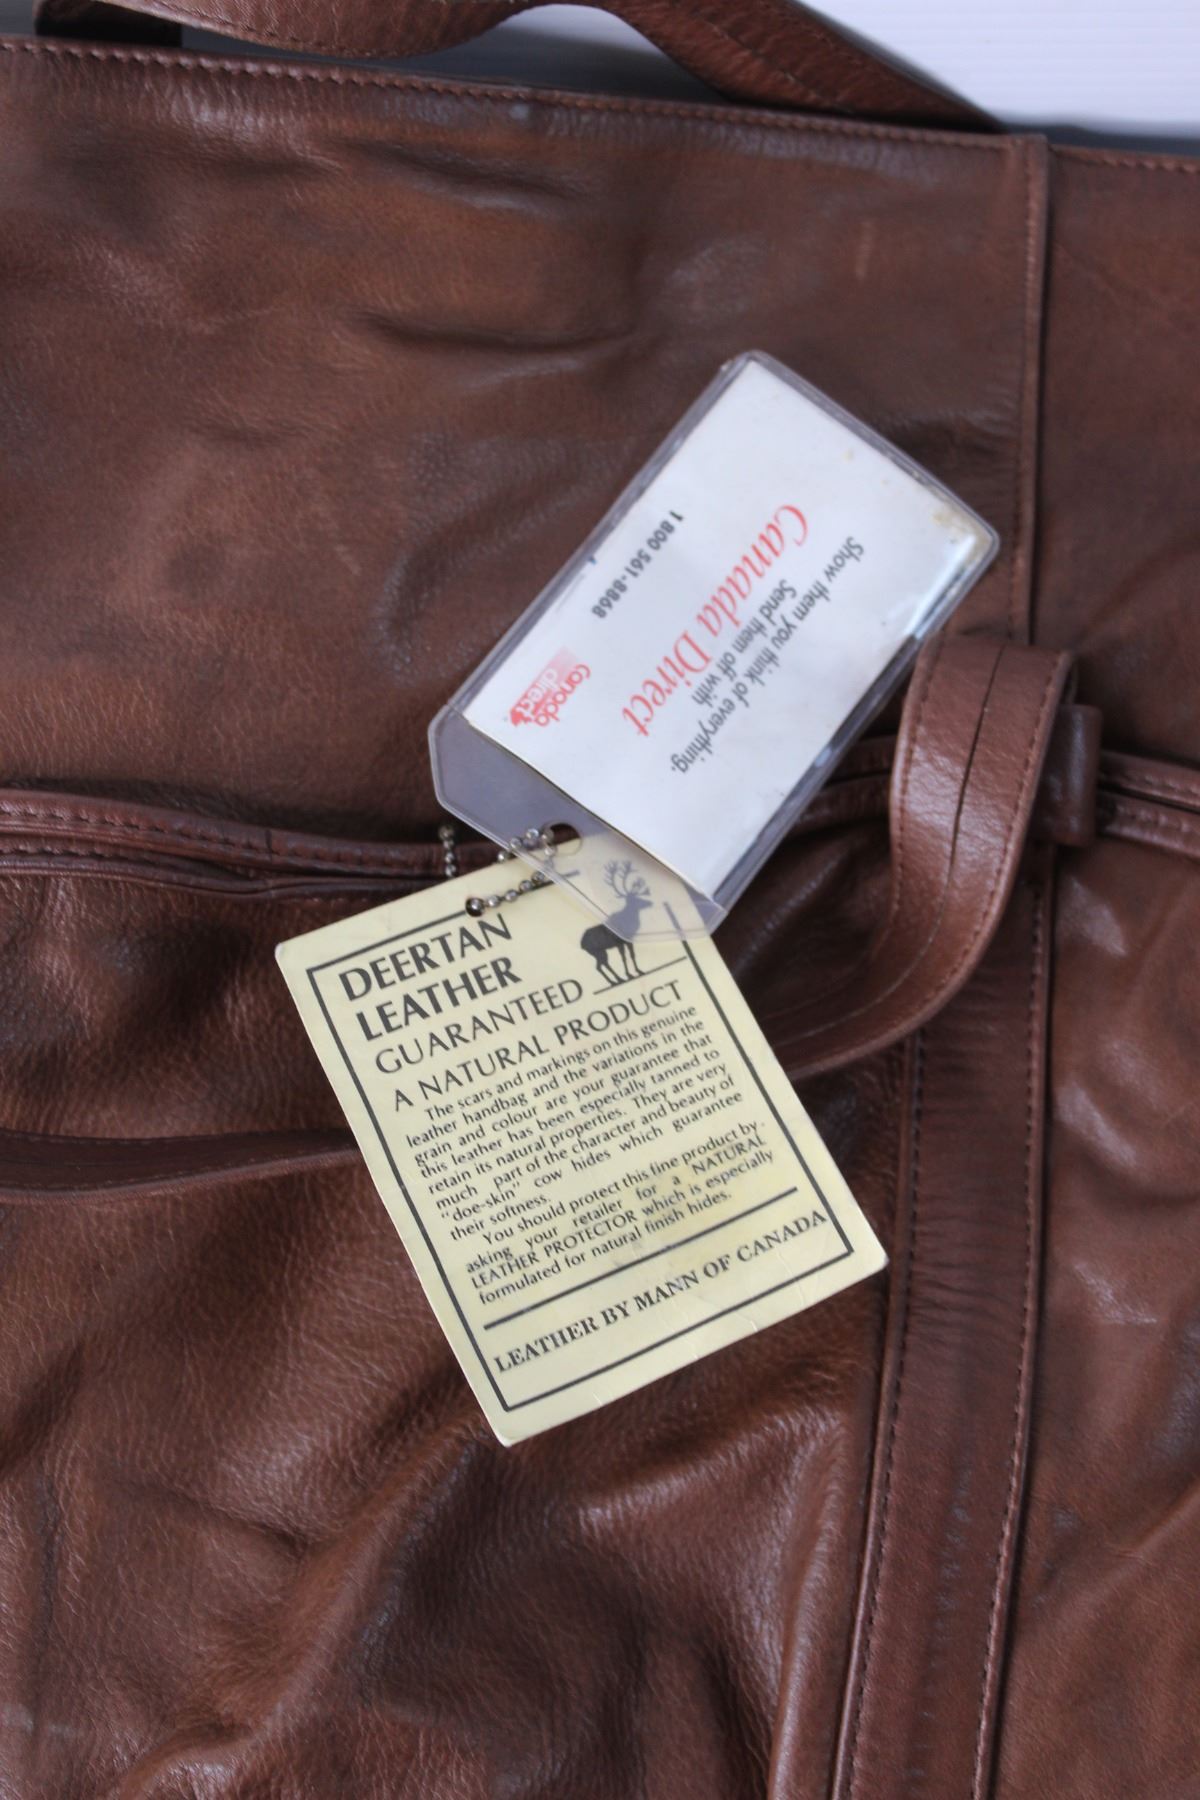 Show them you think of everything.
Send them off with
Canada Direct
1 800 561-8868
canada
direct
DEERTAN
LEATHER
GUARANTEED
A NATURAL PRODUCT
The scars and markings on this genuine
leather handbag and the variations in the
grain and colour are your guarantee that
this leather has been especially tanned to
retain its natural properties. They are very
much part of the character and beauty of
"doe-skin" cow hides which guarantee
their softness.
You should protect this fine product by
asking your retailer for a NATURAL
LEATHER PROTECTOR which is especially
formulated for natural finish hides.
LEATHER BY MANN OF CANADA